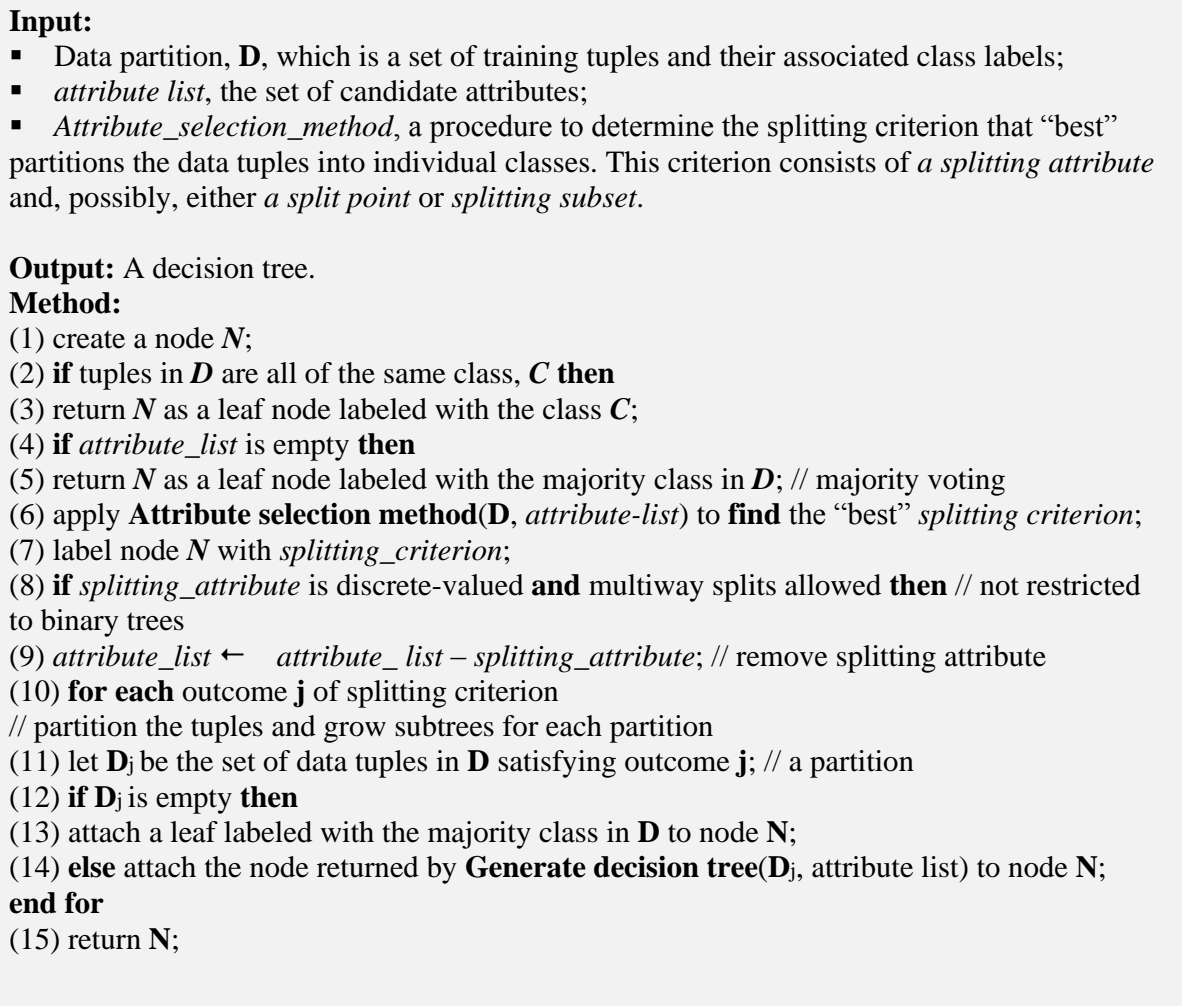 Input:
▪ Data partition, D, which is a set of training tuples and their associated class labels;
▪ attribute list, the set of candidate attributes;
▪ Attribute_selection_method, a procedure to determine the splitting criterion that “best”
partitions the data tuples into individual classes. This criterion consists of a splitting attribute
and, possibly, either a split point or splitting subset.
Output: A decision tree.
Method:
(1) create a node N;
(2) if tuples in D are all of the same class, C then
(3) return N as a leaf node labeled with the class C;
(4) if attribute_list is empty then
(5) return N as a leaf node labeled with the majority class in D; // majority voting
(6) apply Attribute selection method(D, attribute-list) to find the “best” splitting criterion;
(7) label node N with splitting_criterion;
(8) if splitting_attribute is discrete-valued and multiway splits allowed then // not restricted
to binary trees
(9) attribute_list ← attribute_ list – splitting_attribute; // remove splitting attribute
(10) for each outcome j of splitting criterion
// partition the tuples and grow subtrees for each partition
(11) let Dj be the set of data tuples in D satisfying outcome j; // a partition
(12) if Dj is empty then
(13) attach a leaf labeled with the majority class in D to node N;
(14) else attach the node returned by Generate decision tree(Dj, attribute list) to node N;
end for
(15) return N;